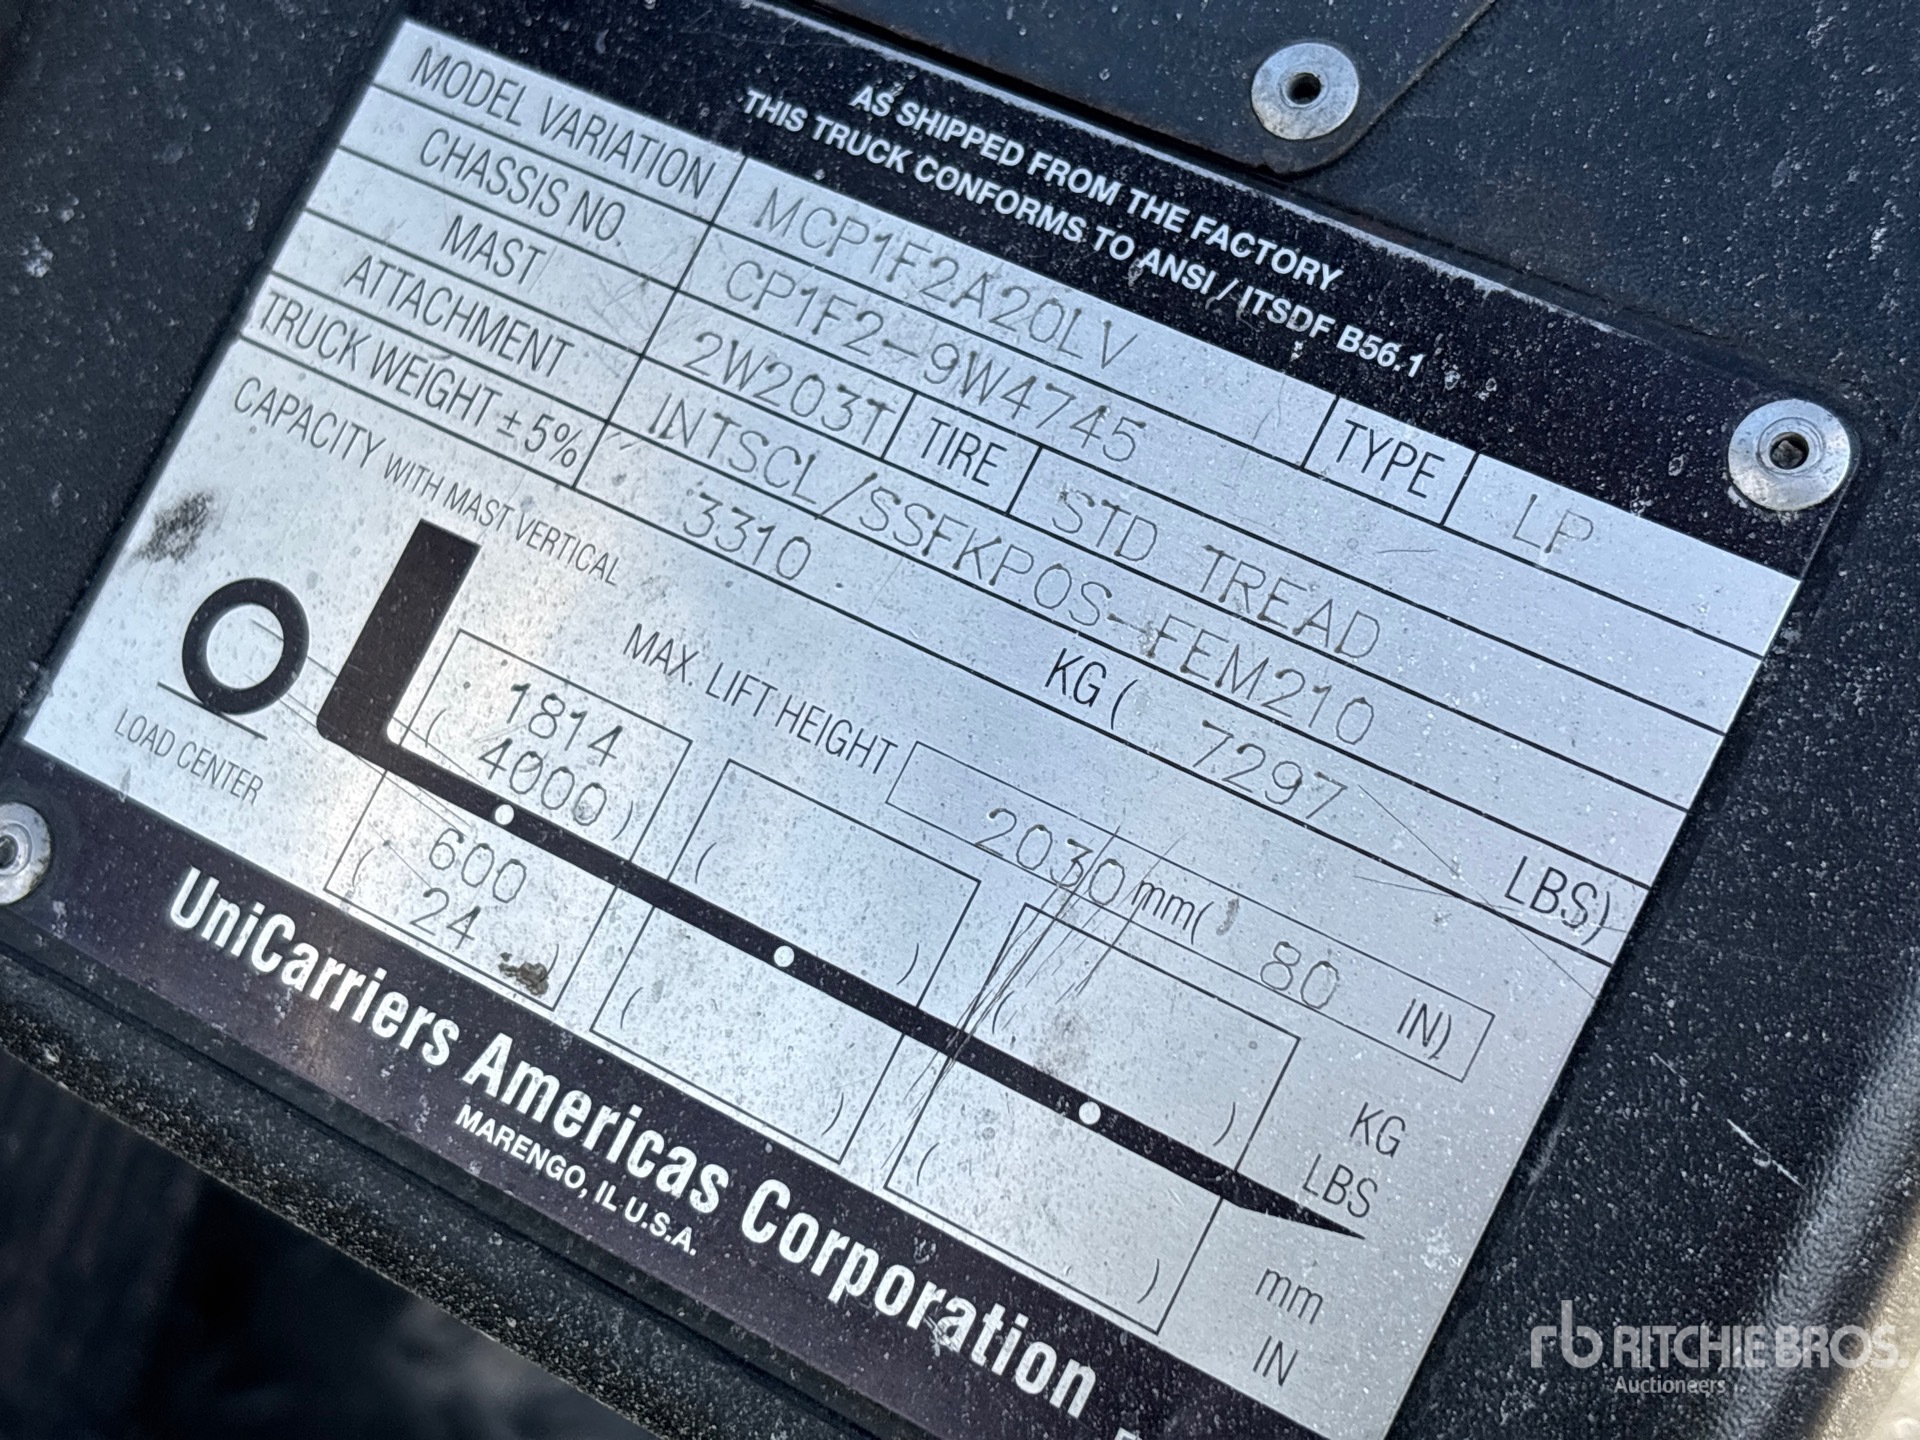 AS SHIPPED FROM THE FACTORY
THIS TRUCK CONFORMS TO ANSI / ITSDF B56.1
MODEL VARIATION MCP1F2A20LV TYPE LP
CHASSIS NO. CP1F2-9W4745
MAST 2W203T TIRE STD TREAD
ATTACHMENT INTSCL/SSFKPOS-FEM210
TRUCK WEIGHT ± 5% 3310 KG ( 7297 LBS)
CAPACITY WITH MAST VERTICAL
MAX. LIFT HEIGHT 2030 mm( 80 IN)
1814 KG
( 4000 ) ( ) ( ) LBS
LOAD CENTER 600 mm
( 24 ) ( ) ( ) IN
UniCarriers Americas Corporation
MARENGO, IL U.S.A.
rb RITCHIE BROS.
Auctioneers